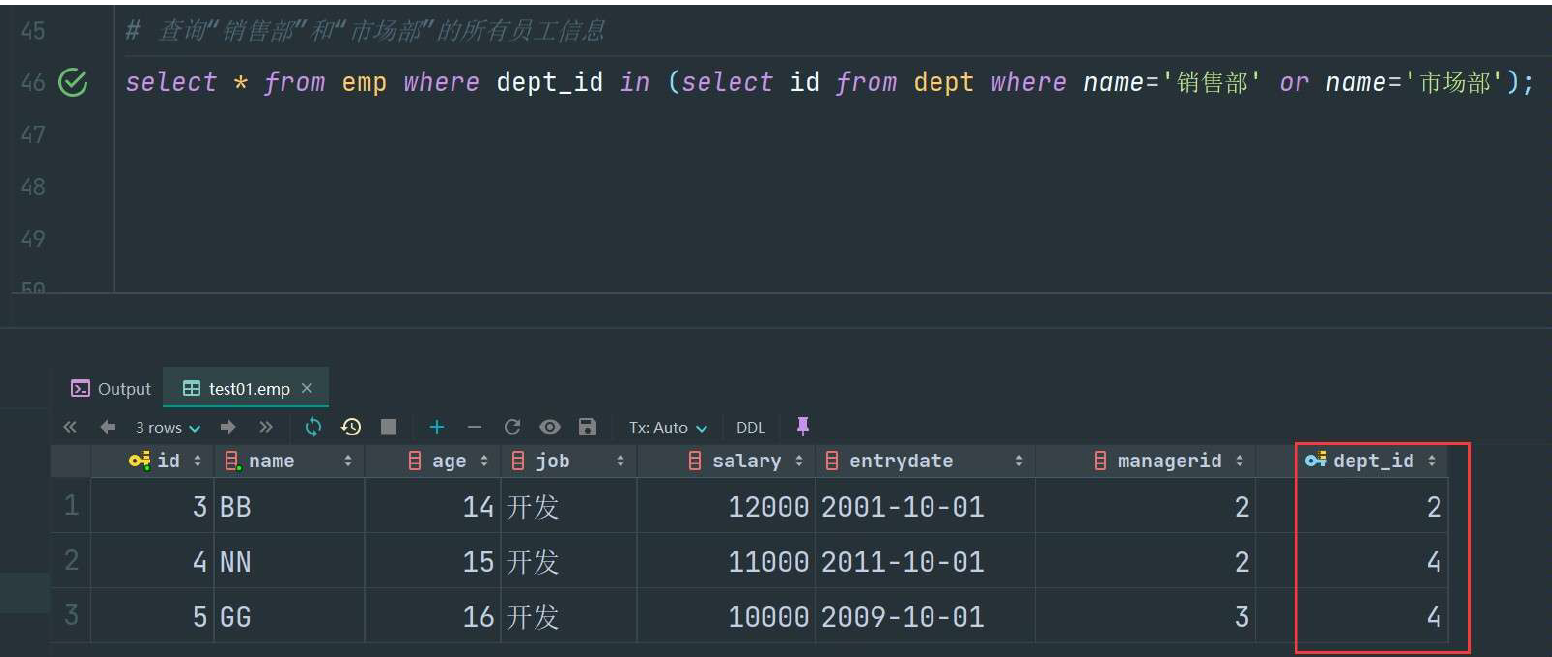 45 # 查询“销售部”和“市场部”的所有员工信息
46 select * from emp where dept_id in (select id from dept where name='销售部' or name='市场部');
47
48
49
50
Output test01.emp ×
3 rows Tx: Auto DDL
id name age job salary entrydate managerid dept_id
1 3 BB 14 开发 12000 2001-10-01 2 2
2 4 NN 15 开发 11000 2011-10-01 2 4
3 5 GG 16 开发 10000 2009-10-01 3 4